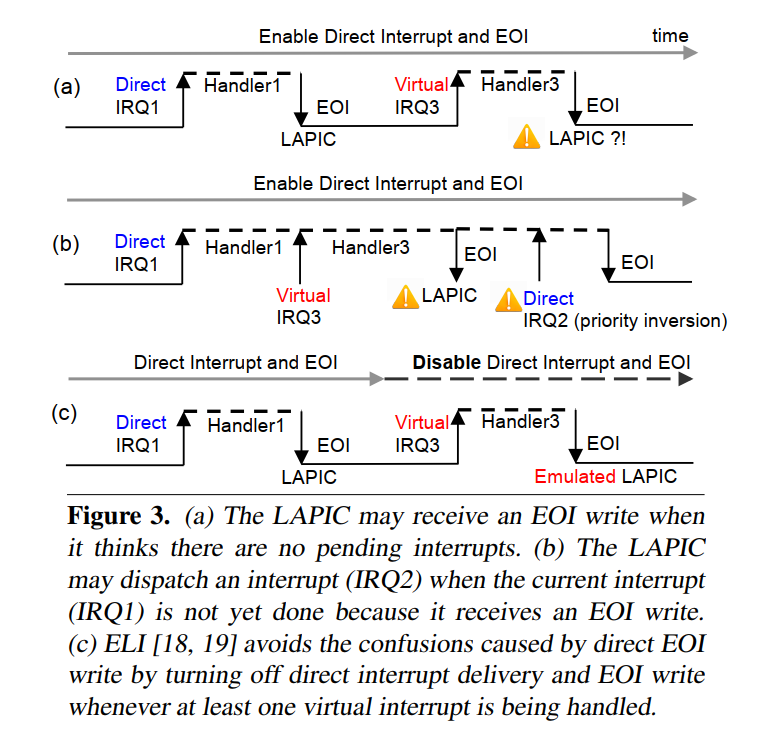 Enable Direct Interrupt and EOI time
(a) Direct IRQ1 Handler1 EOI LAPIC Virtual IRQ3 Handler3 EOI LAPIC ?!
Enable Direct Interrupt and EOI
(b) Direct IRQ1 Handler1 Virtual IRQ3 Handler3 EOI LAPIC Direct IRQ2 (priority inversion) EOI
Direct Interrupt and EOI Disable Direct Interrupt and EOI
(c) Direct IRQ1 Handler1 EOI LAPIC Virtual IRQ3 Handler3 EOI Emulated LAPIC
Figure 3. (a) The LAPIC may receive an EOI write when
it thinks there are no pending interrupts. (b) The LAPIC
may dispatch an interrupt (IRQ2) when the current interrupt
(IRQ1) is not yet done because it receives an EOI write.
(c) ELI [18, 19] avoids the confusions caused by direct EOI
write by turning off direct interrupt delivery and EOI write
whenever at least one virtual interrupt is being handled.